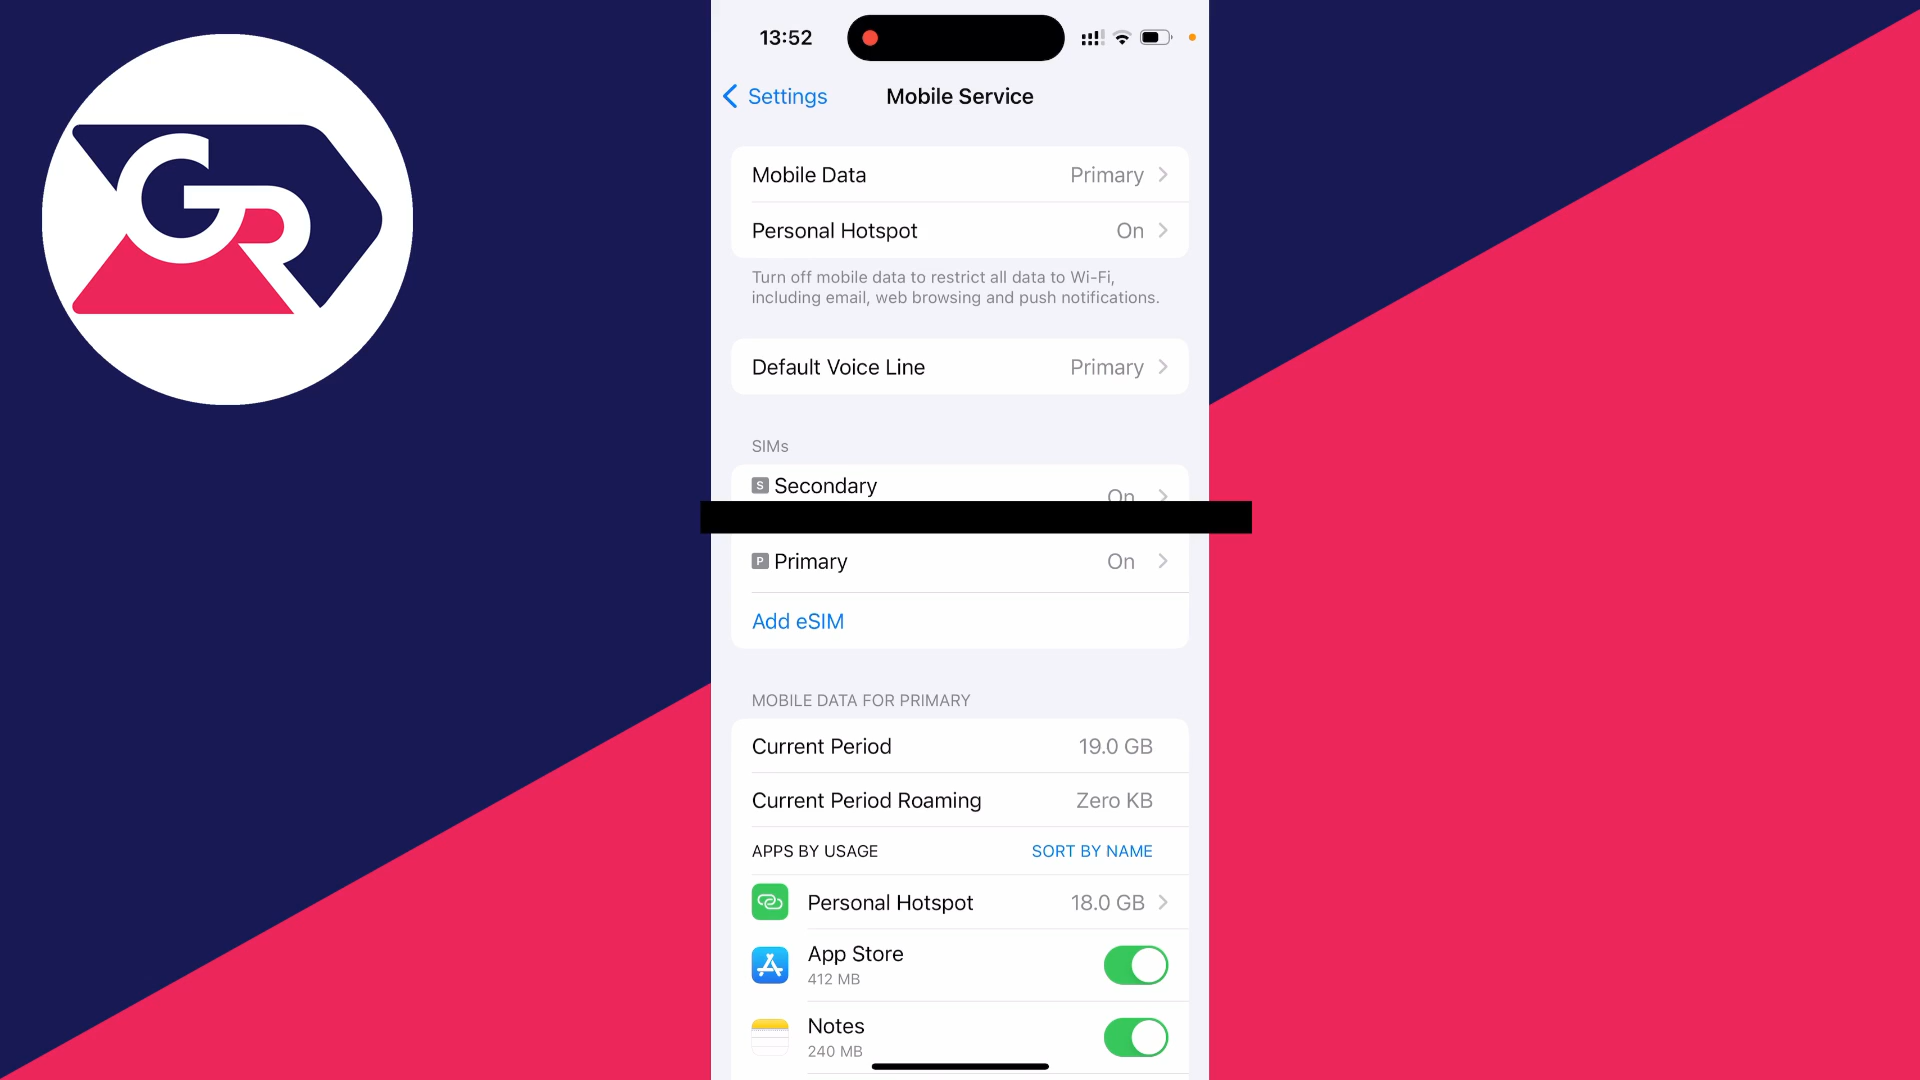 GR
13:52
Settings
Mobile Service
Mobile Data Primary
Personal Hotspot On
Turn off mobile data to restrict all data to Wi-Fi,
including email, web browsing and push notifications.
Default Voice Line Primary
SIMs
S Secondary On
P Primary On
Add eSIM
MOBILE DATA FOR PRIMARY
Current Period 19.0 GB
Current Period Roaming Zero KB
APPS BY USAGE SORT BY NAME
Personal Hotspot 18.0 GB
App Store
412 MB
Notes
240 MB